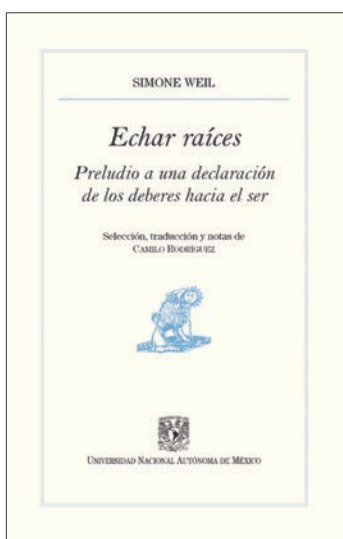 SIMONE WEIL
Echar raíces
Preludio a una declaración
de los deberes hacia el ser
Selección, traducción y notas de
CAMILO RODRÍGUEZ
UNIVERSIDAD NACIONAL AUTÓNOMA DE MÉXICO